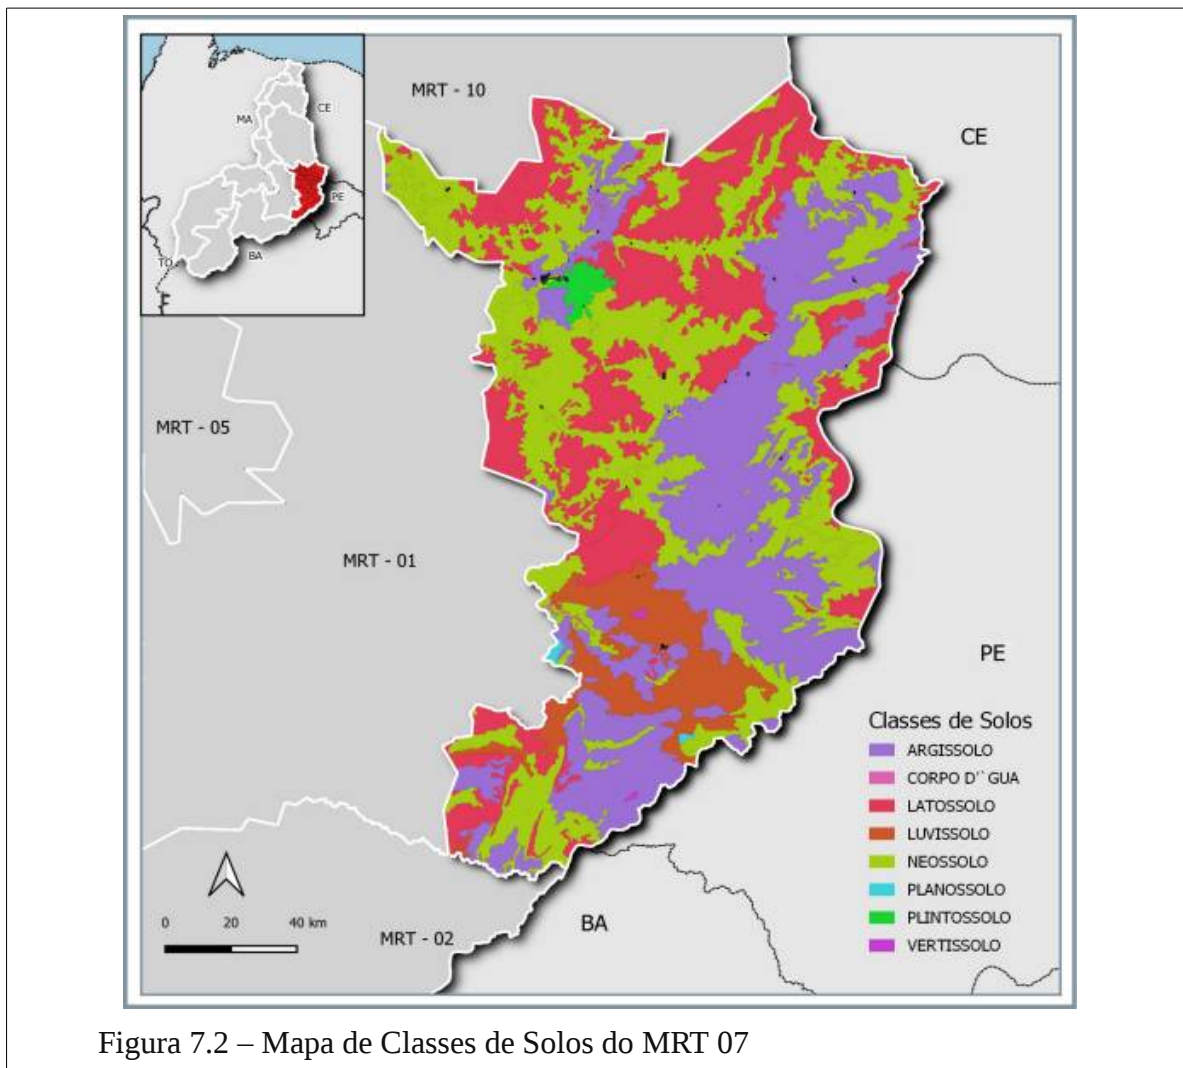 MRT - 10
CE
MA
CE
PE
TO
BA
MRT - 05
MRT - 01
PE
Classes de Solos
ARGISSOLO
CORPO D´´GUA
LATOSSOLO
LUVISSOLO
NEOSSOLO
PLANOSSOLO
PLINTOSSOLO
VERTISSOLO
0 20 40 km
MRT - 02
BA
Figura 7.2 – Mapa de Classes de Solos do MRT 07